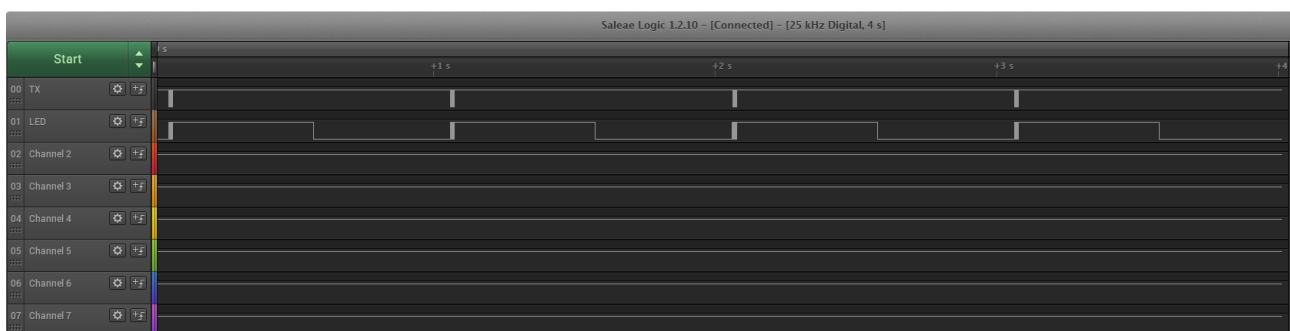 Saleae Logic 1.2.10 – [Connected] – [25 kHz Digital, 4 s]
Start
s
+1 s
+2 s
+3 s
+4
00 TX
01 LED
02 Channel 2
03 Channel 3
04 Channel 4
05 Channel 5
06 Channel 6
07 Channel 7